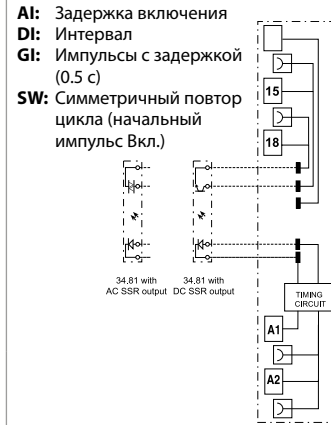 AI: Задержка включения
DI: Интервал
GI: Импульсы с задержкой
(0.5 с)
SW: Симметричный повтор
цикла (начальный
импульс Вкл.)
15
18
34.81 with
AC SSR output
34.81 with
DC SSR output
TIMING
CIRCUIT
A1
A2